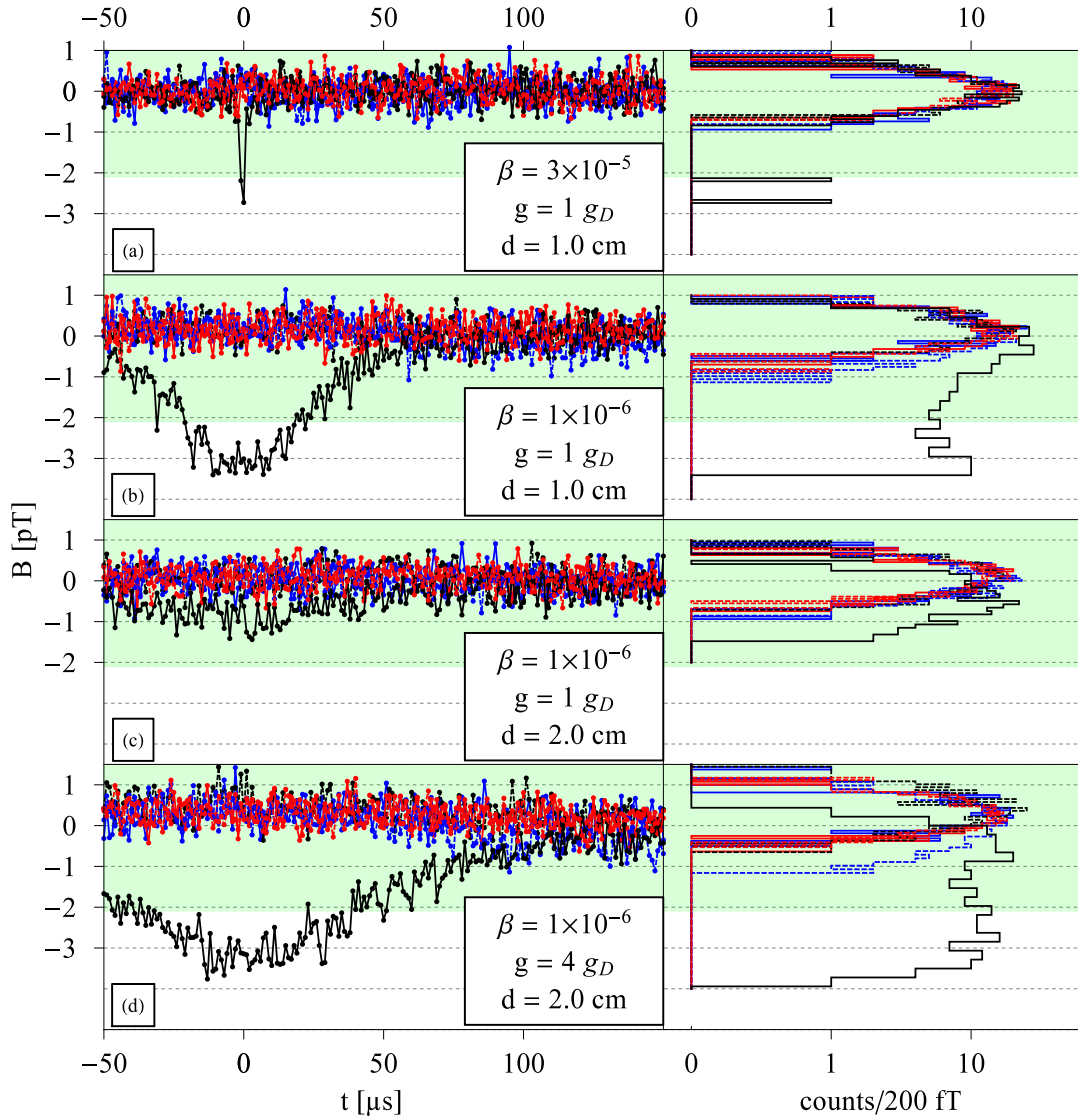 −50 0 50 100 0 1 10
1
0
−1
−2
−3
β = 3×10⁻⁵
g = 1 g_D
d = 1.0 cm
(a)
1
0
−1
−2
−3
β = 1×10⁻⁶
g = 1 g_D
d = 1.0 cm
(b)
B [pT]
1
0
−1
−2
β = 1×10⁻⁶
g = 1 g_D
d = 2.0 cm
(c)
1
0
−1
−2
−3
β = 1×10⁻⁶
g = 4 g_D
d = 2.0 cm
(d)
−50 0 50 100 0 1 10
t [μs] counts/200 fT